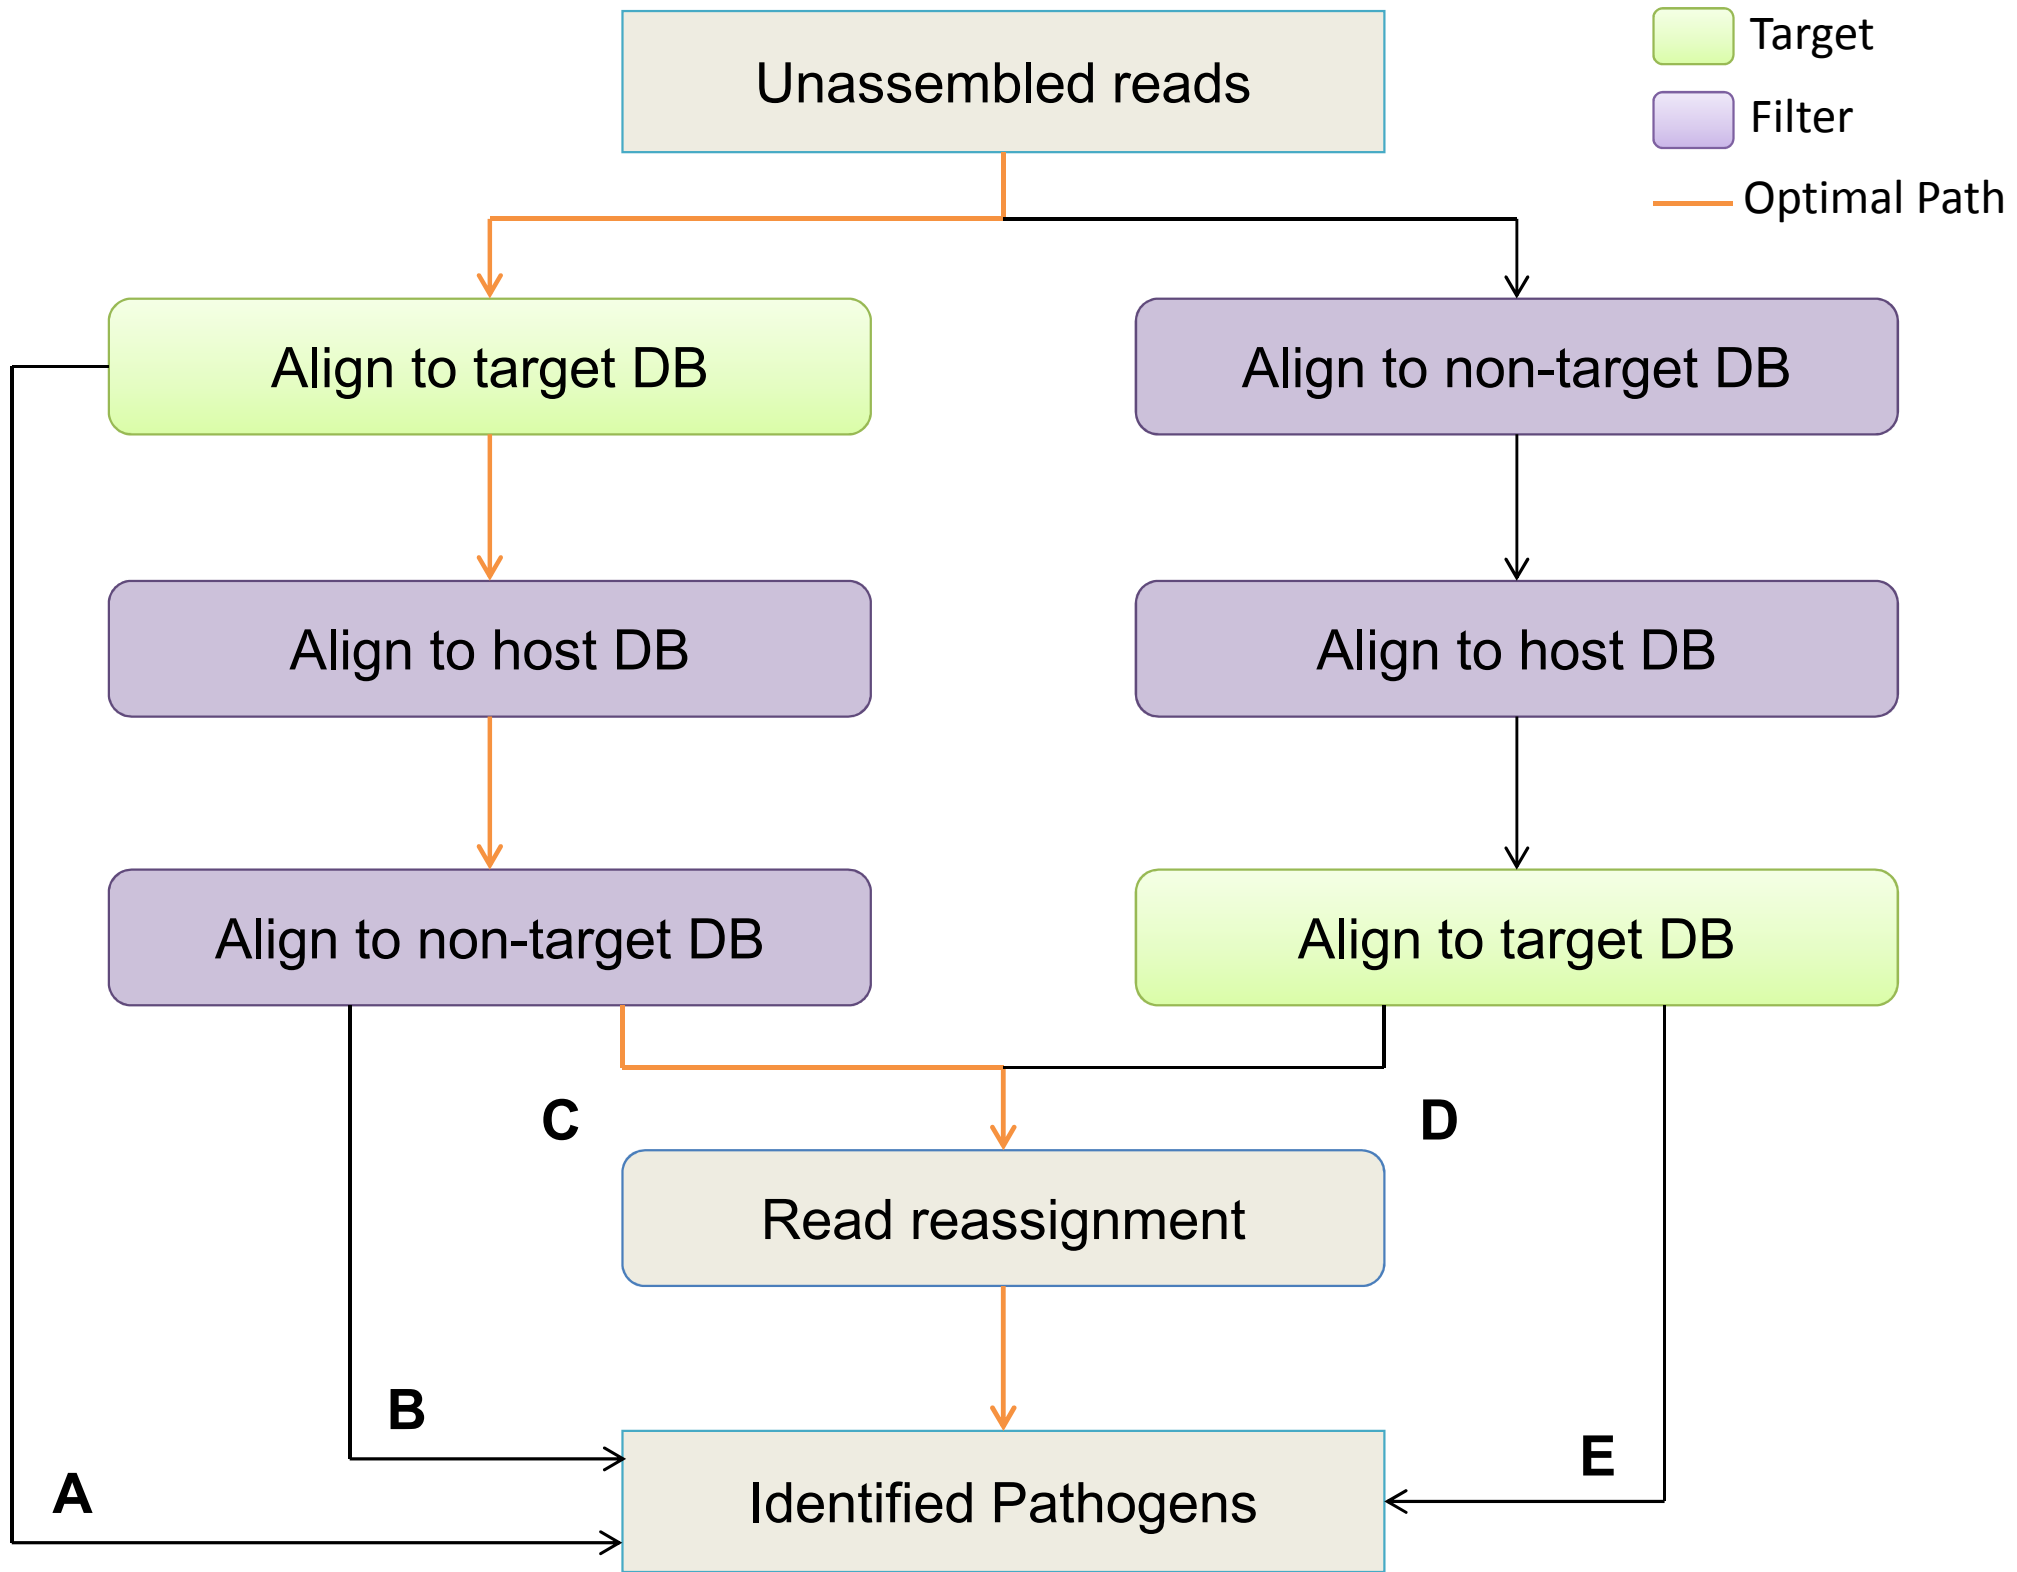 Unassembled reads
Target
Filter
Optimal Path
Align to target DB
Align to non-target DB
Align to host DB
Align to host DB
Align to non-target DB
Align to target DB
C
D
Read reassignment
B
A
E
Identified Pathogens